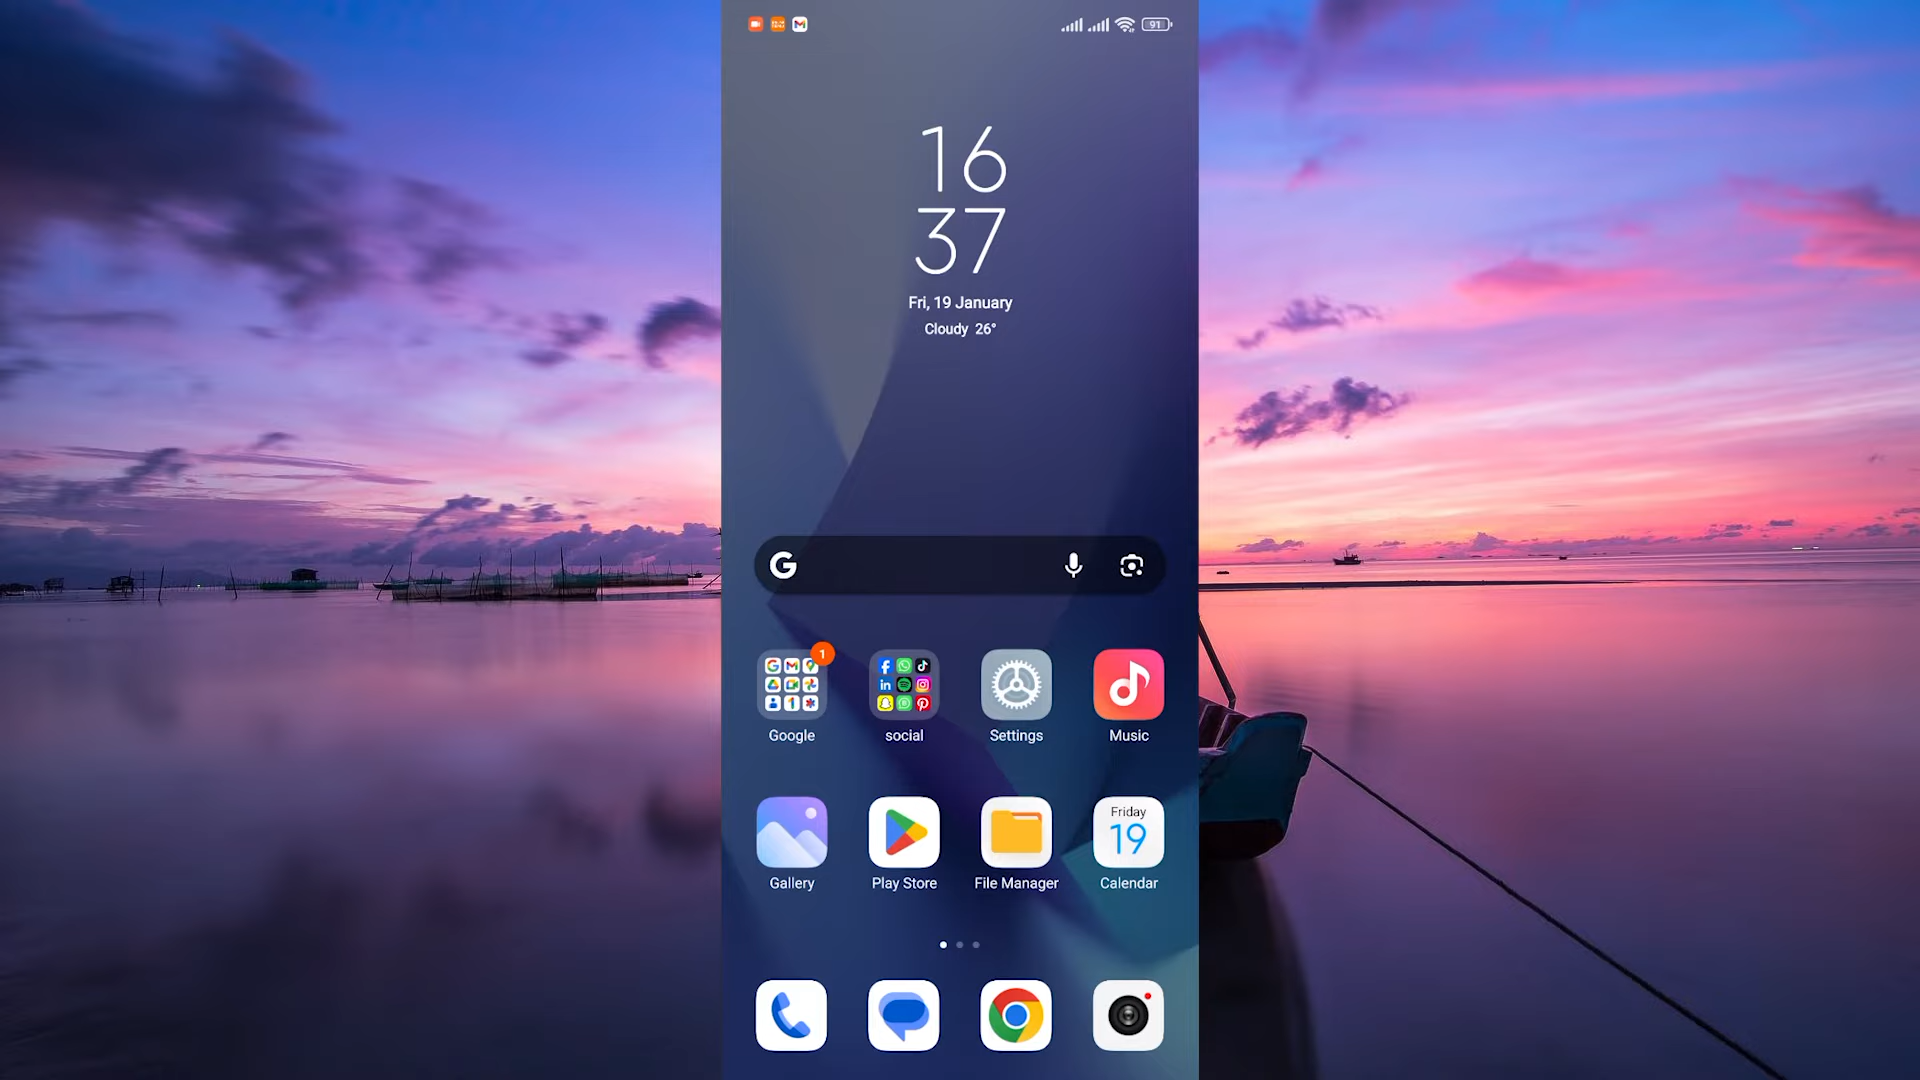 91
16
37
Fri, 19 January
Cloudy 26°
1
Google
social
Settings
Music
Friday
19
Gallery
Play Store
File Manager
Calendar